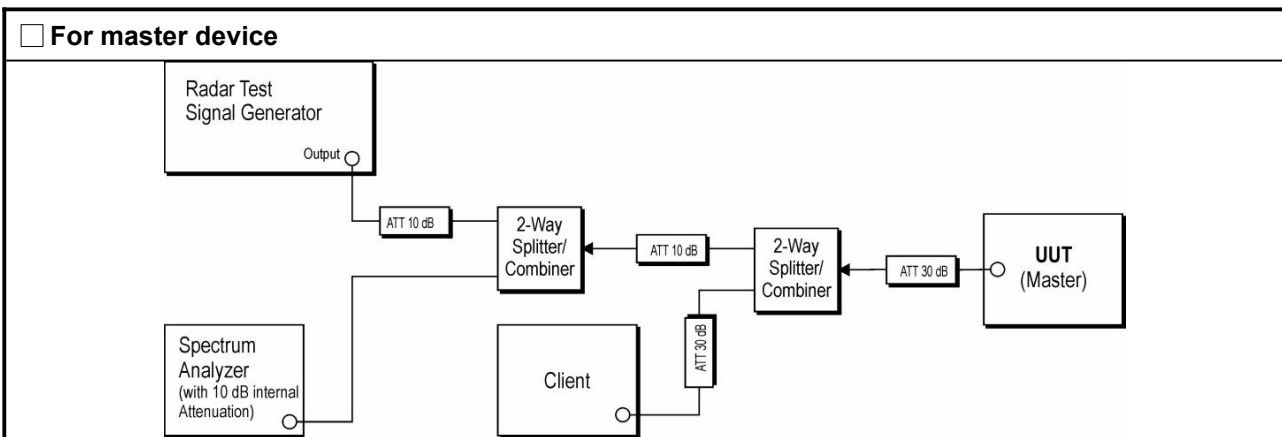 ☐ For master device
Radar Test
Signal Generator
Output
ATT 10 dB
2-Way
Splitter/
Combiner
ATT 10 dB
2-Way
Splitter/
Combiner
ATT 30 dB
UUT
(Master)
Spectrum
Analyzer
(with 10 dB internal
Attenuation)
Client
ATT 30 dB